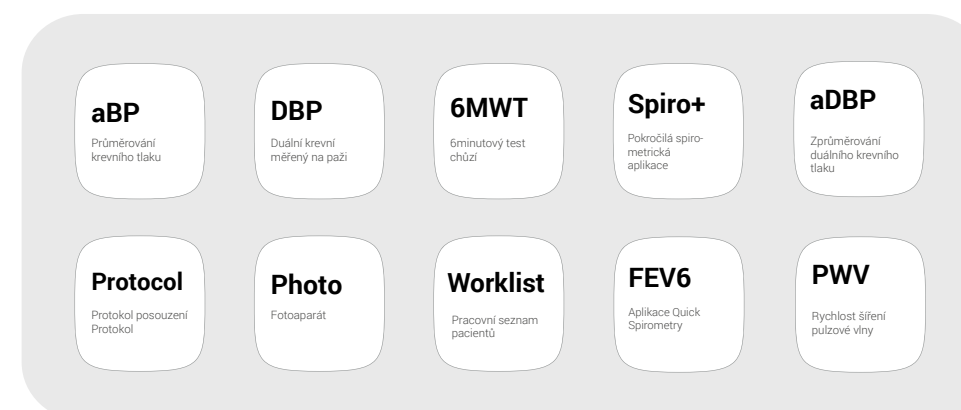 aBP
Průměrování
krevního tlaku
DBP
Duální krevní
měřený na paži
6MWT
6minutový test
chůzí
Spiro+
Pokročilá spiro-
metrická
aplikace
aDBP
Zprůměrování
duálního krevního
tlaku
Protocol
Protokol posouzení
Protokol
Photo
Fotoaparát
Worklist
Pracovní seznam
pacientů
FEV6
Aplikace Quick
Spirometry
PWV
Rychlost šíření
pulzové vlny